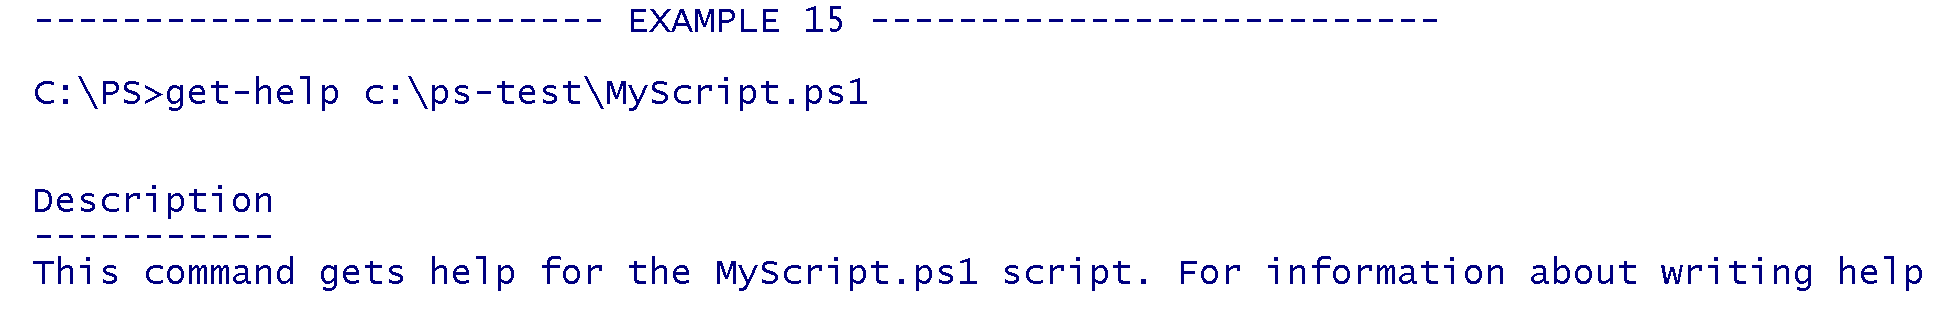 -------------------------- EXAMPLE 15 --------------------------
C:\PS>get-help c:\ps-test\MyScript.ps1
Description
-----------
This command gets help for the MyScript.ps1 script. For information about writing help